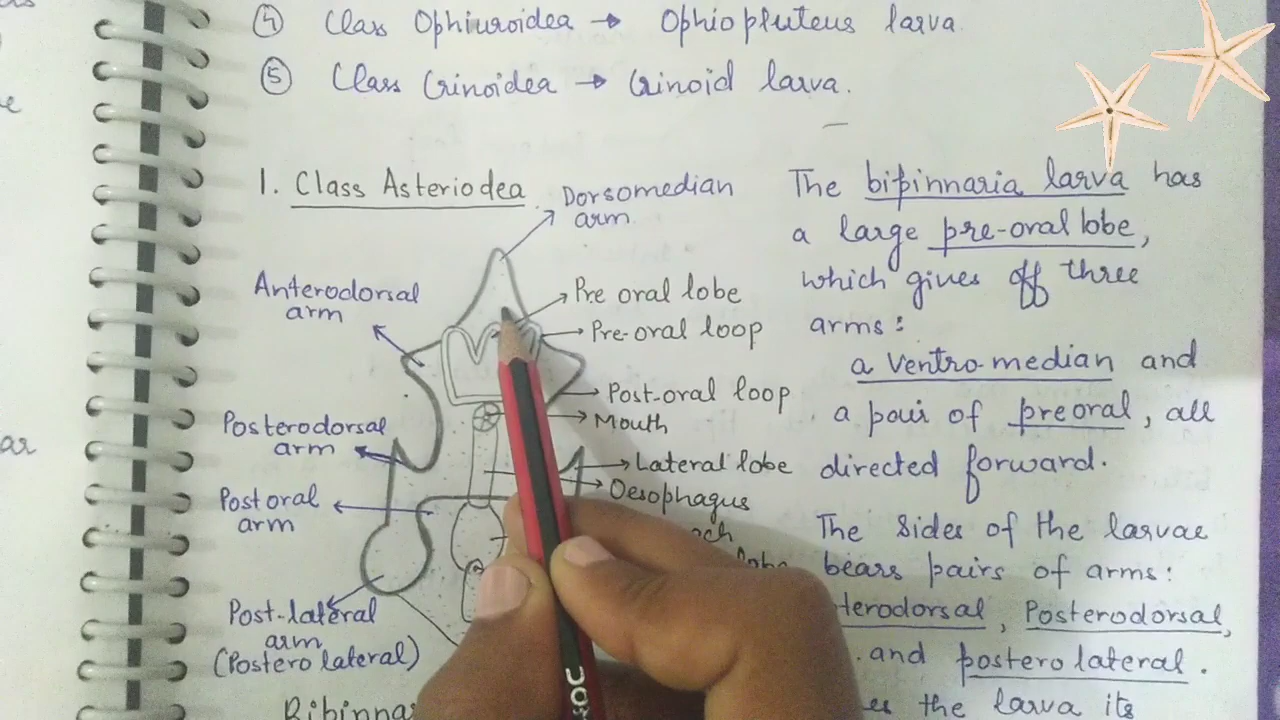 ④ Class Ophiuroidea → Ophiopluteus larva
⑤ Class Crinoidea → Crinoid larva.
1. Class Asteriodea
Dorsomedian
arm
Anterodorsal
arm
Pre oral lobe
Pre-oral loop
Post-oral loop
Mouth
Posterodorsal
arm
Lateral lobe
Oesophagus
Post oral
arm
Post-lateral
arm
(Postero lateral)
The bipinnaria larva has
a large pre-oral lobe,
which gives off three
arms:
a Ventro-median and
a pair of preoral, all
directed forward.
The Sides of the larvae
bears pairs of arms:
terodorsal, Posterodorsal,
and postero lateral.
the larva its